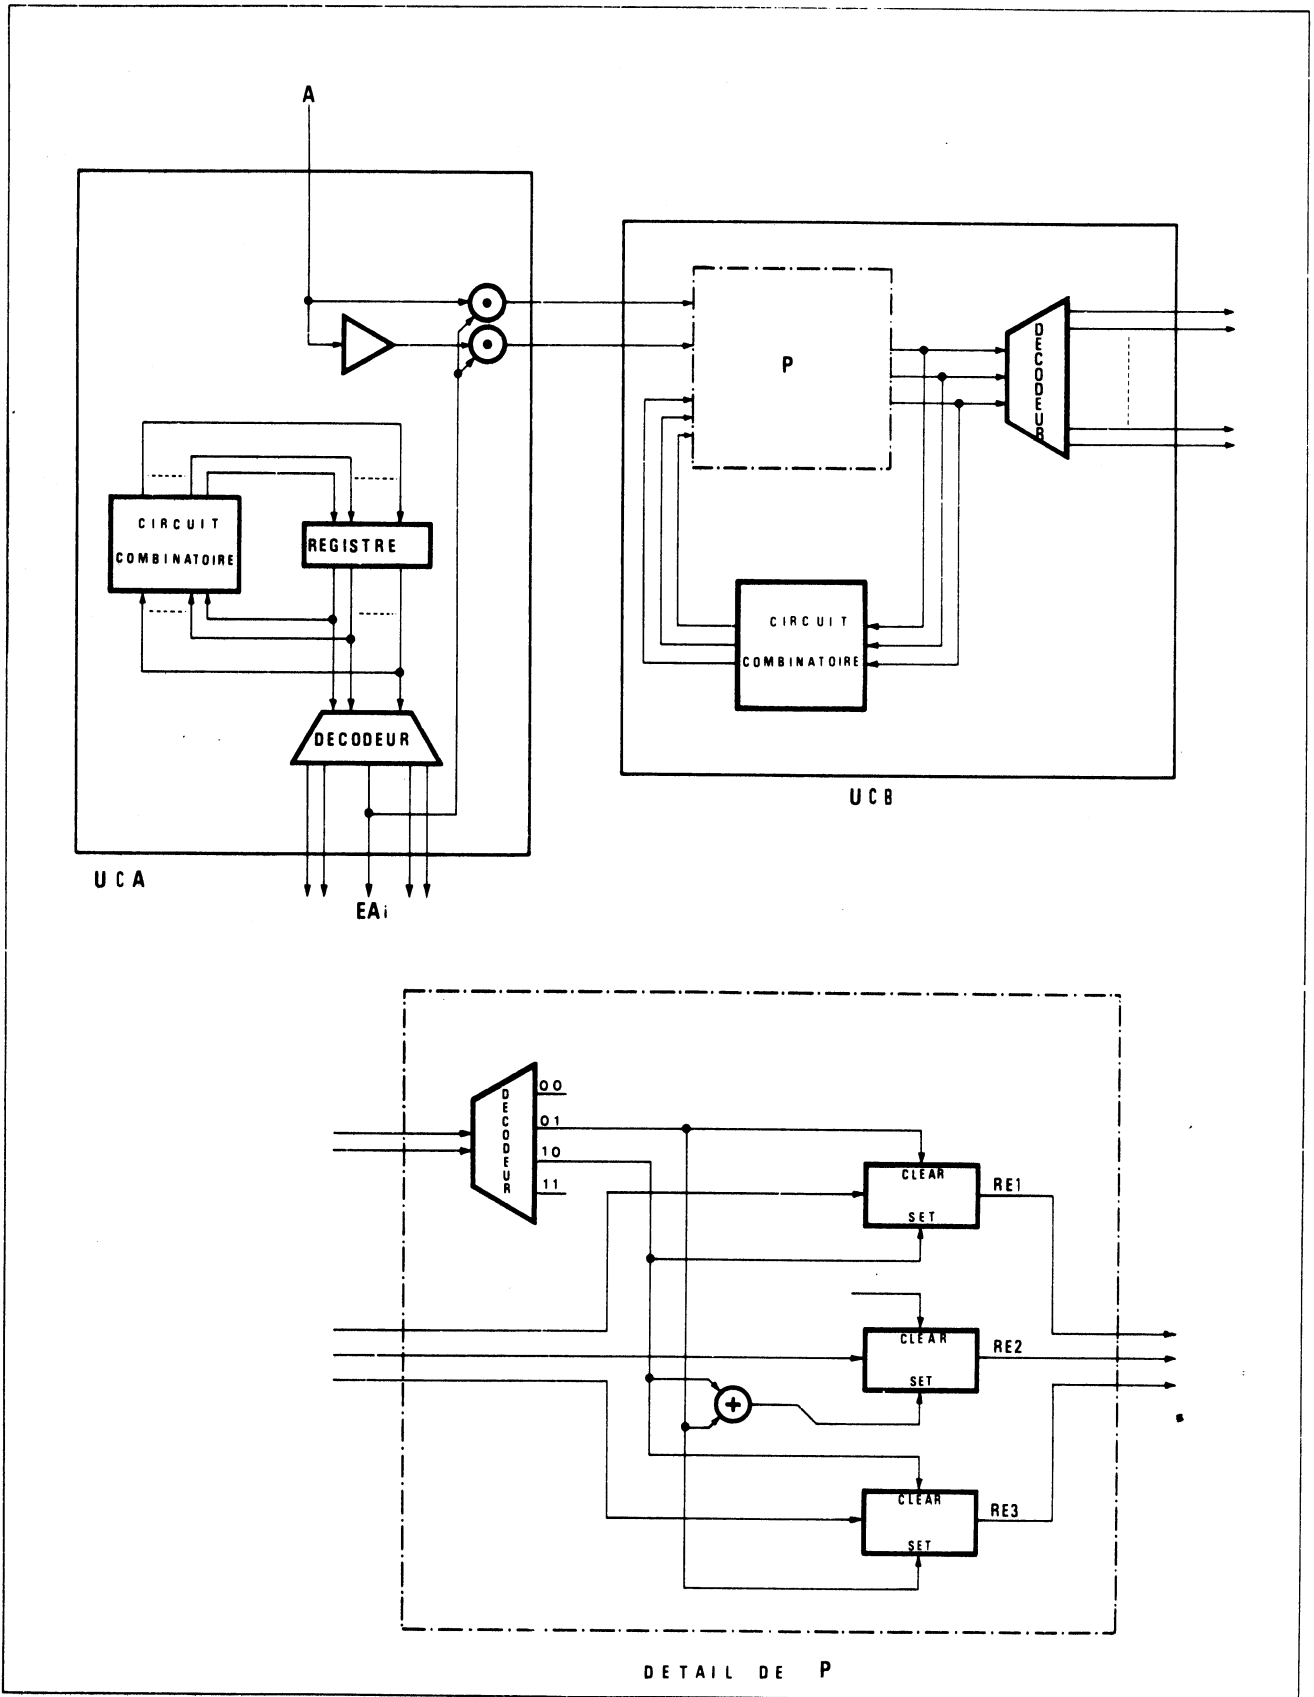 A
P
DECODEUR
CIRCUIT
COMBINATOIRE
REGISTRE
CIRCUIT
COMBINATOIRE
DECODEUR
UCB
UCA
EAi
DECODEUR
00
01
10
11
CLEAR
SET
RE1
CLEAR
SET
RE2
CLEAR
SET
RE3
DETAIL DE P